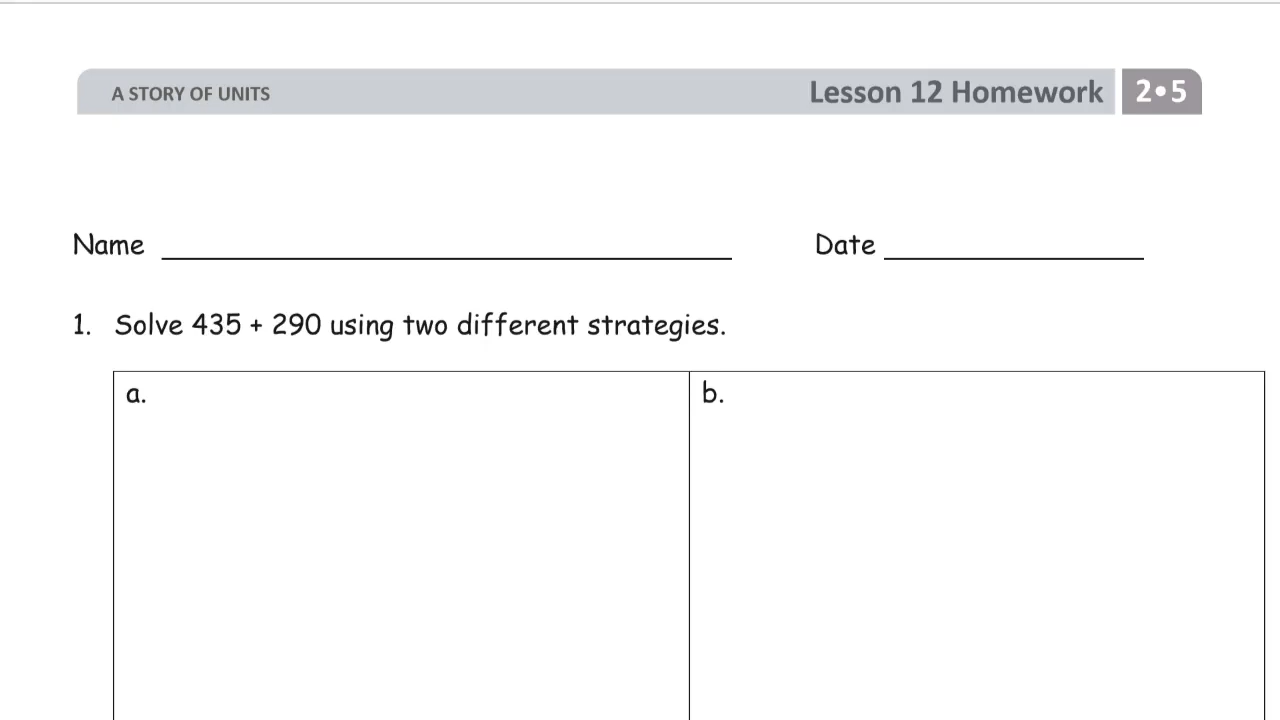 A STORY OF UNITS
Lesson 12 Homework 2•5
Name
Date
1. Solve 435 + 290 using two different strategies.
a.
b.